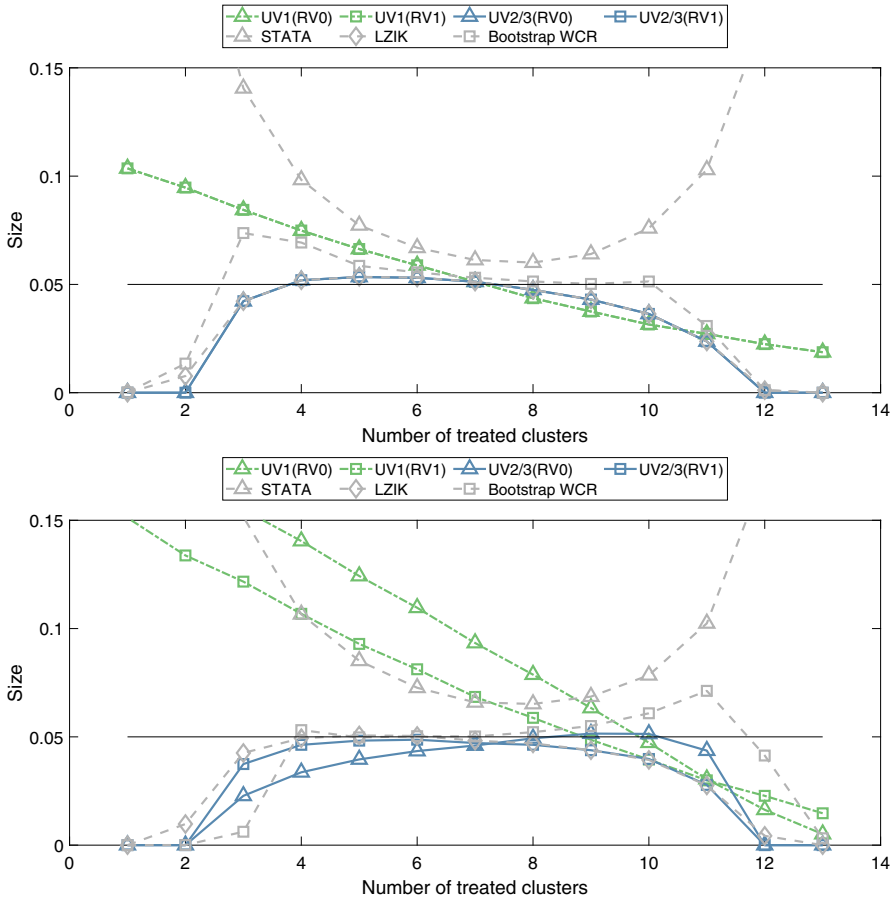 UV1(RV0) UV1(RV1) UV2/3(RV0) UV2/3(RV1)
STATA LZIK Bootstrap WCR
0.15
0.1
0.05
0
Size
0 2 4 6 8 10 12 14
Number of treated clusters
UV1(RV0) UV1(RV1) UV2/3(RV0) UV2/3(RV1)
STATA LZIK Bootstrap WCR
0.15
0.1
0.05
0
Size
0 2 4 6 8 10 12 14
Number of treated clusters